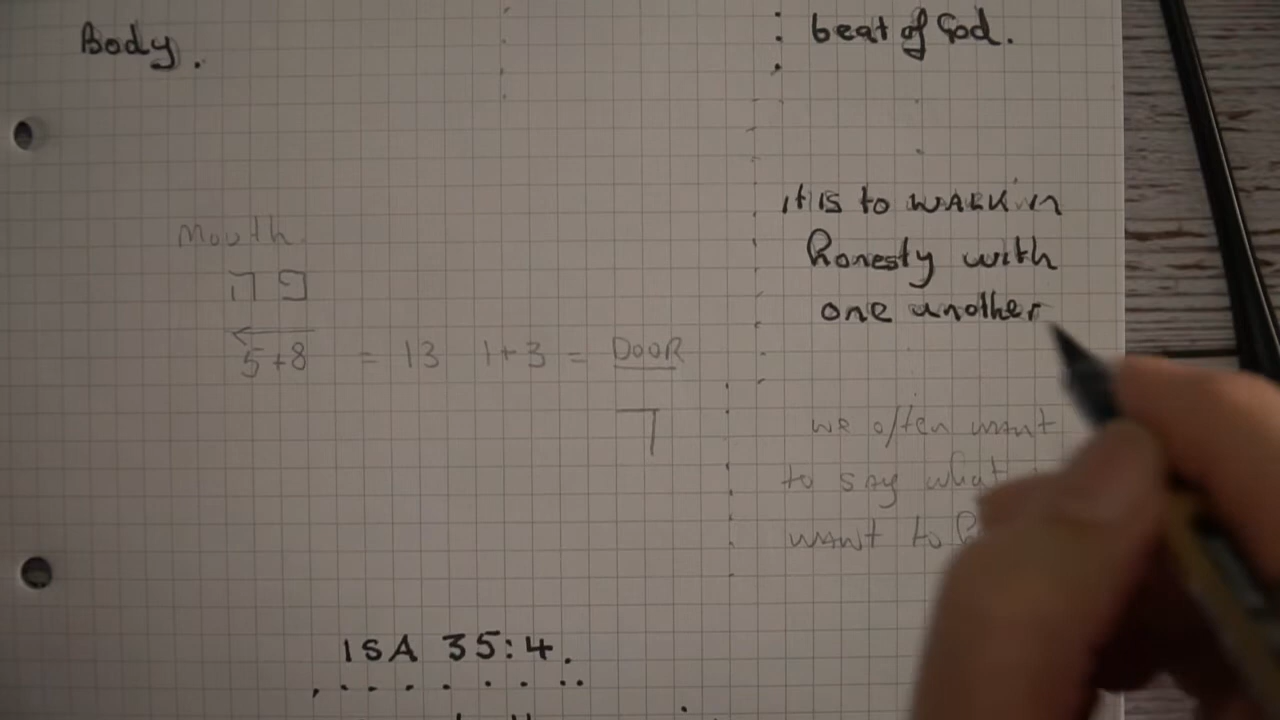 Body.
beat of God.
it is to WALK in
honesty with
one another
Mouth
פה
5+8 = 13 1+3 = DOOR
ד
we often want
to say what
want to
ISA 35:4.